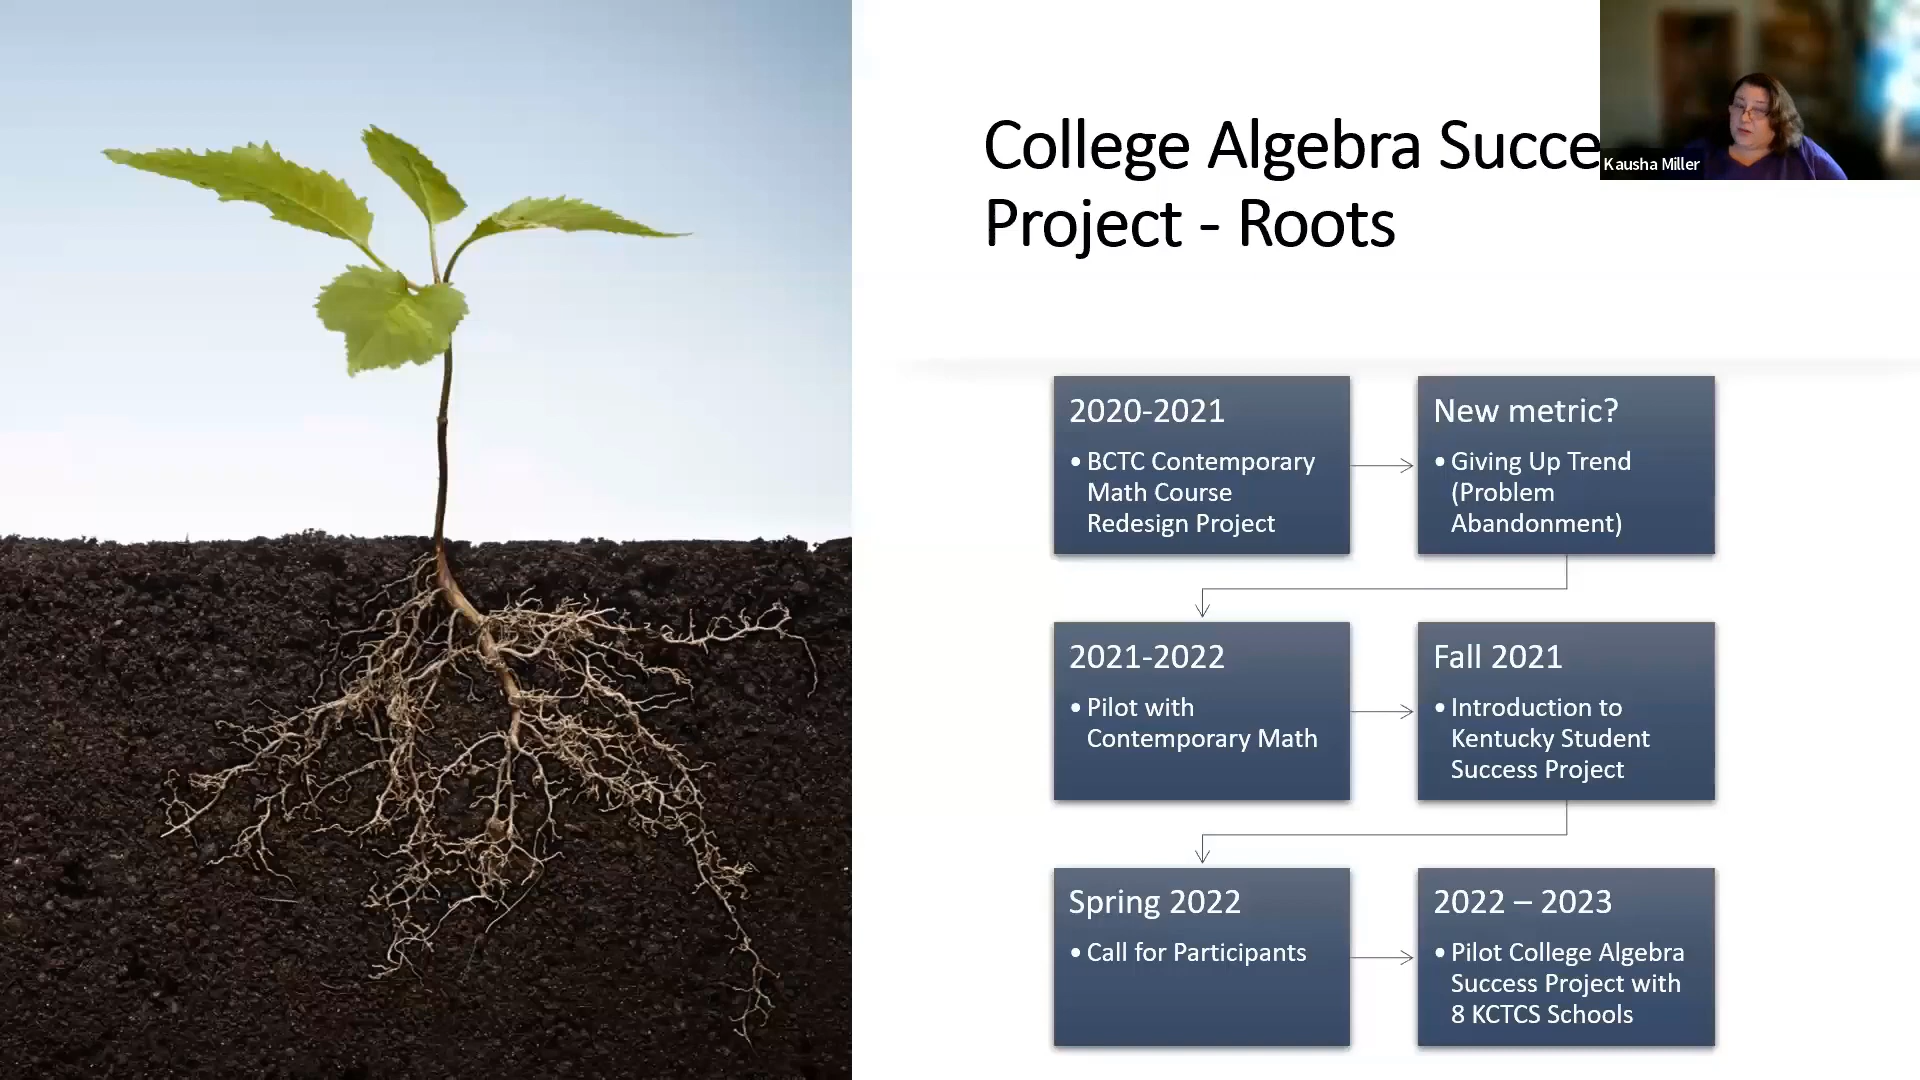 College Algebra Succe
Project - Roots
Kausha Miller
2020-2021
• BCTC Contemporary
Math Course
Redesign Project
New metric?
• Giving Up Trend
(Problem
Abandonment)
2021-2022
• Pilot with
Contemporary Math
Fall 2021
• Introduction to
Kentucky Student
Success Project
Spring 2022
• Call for Participants
2022 – 2023
• Pilot College Algebra
Success Project with
8 KCTCS Schools